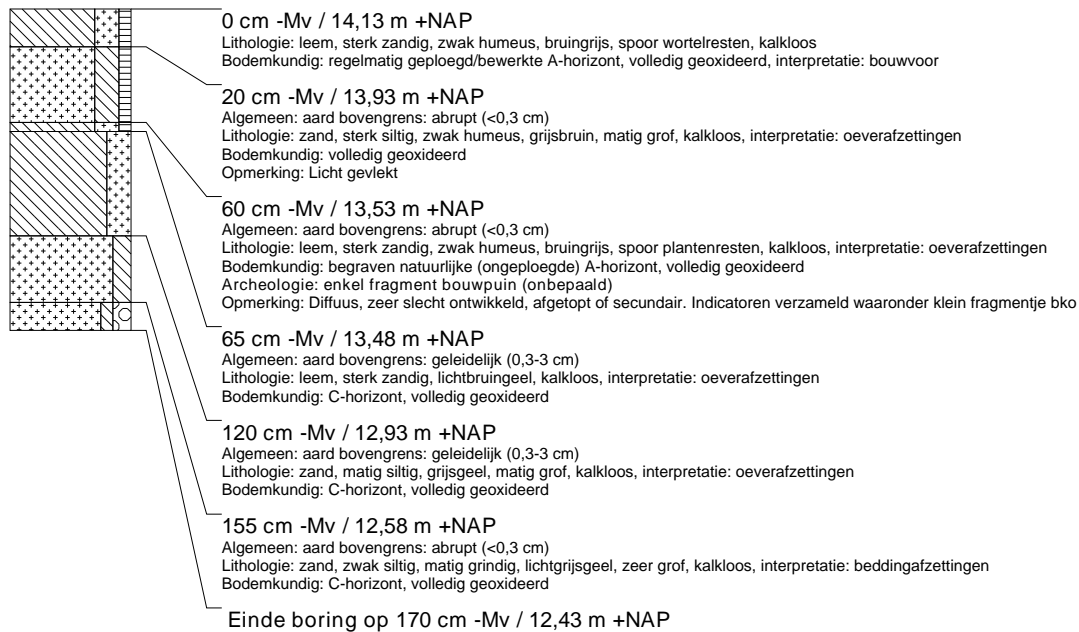 0 cm -Mv / 14,13 m +NAP
Lithologie: leem, sterk zandig, zwak humeus, bruingrijs, spoor wortelresten, kalkloos
Bodemkundig: regelmatig geploegd/bewerkte A-horizont, volledig geoxideerd, interpretatie: bouwvoor
20 cm -Mv / 13,93 m +NAP
Algemeen: aard bovengrens: abrupt (<0,3 cm)
Lithologie: zand, sterk siltig, zwak humeus, grijsbruin, matig grof, kalkloos, interpretatie: oeverafzettingen
Bodemkundig: volledig geoxideerd
Opmerking: Licht gevlekt
60 cm -Mv / 13,53 m +NAP
Algemeen: aard bovengrens: abrupt (<0,3 cm)
Lithologie: leem, sterk zandig, zwak humeus, bruingrijs, spoor plantenresten, kalkloos, interpretatie: oeverafzettingen
Bodemkundig: begraven natuurlijke (ongeploegde) A-horizont, volledig geoxideerd
Archeologie: enkel fragment bouwpuin (onbepaald)
Opmerking: Diffuus, zeer slecht ontwikkeld, afgetopt of secundair. Indicatoren verzameld waaronder klein fragmentje bko
65 cm -Mv / 13,48 m +NAP
Algemeen: aard bovengrens: geleidelijk (0,3-3 cm)
Lithologie: leem, sterk zandig, lichtbruingeel, kalkloos, interpretatie: oeverafzettingen
Bodemkundig: C-horizont, volledig geoxideerd
120 cm -Mv / 12,93 m +NAP
Algemeen: aard bovengrens: geleidelijk (0,3-3 cm)
Lithologie: zand, matig siltig, grijsgeel, matig grof, kalkloos, interpretatie: oeverafzettingen
Bodemkundig: C-horizont, volledig geoxideerd
155 cm -Mv / 12,58 m +NAP
Algemeen: aard bovengrens: abrupt (<0,3 cm)
Lithologie: zand, zwak siltig, matig grindig, lichtgrijsgeel, zeer grof, kalkloos, interpretatie: beddingafzettingen
Bodemkundig: C-horizont, volledig geoxideerd
Einde boring op 170 cm -Mv / 12,43 m +NAP